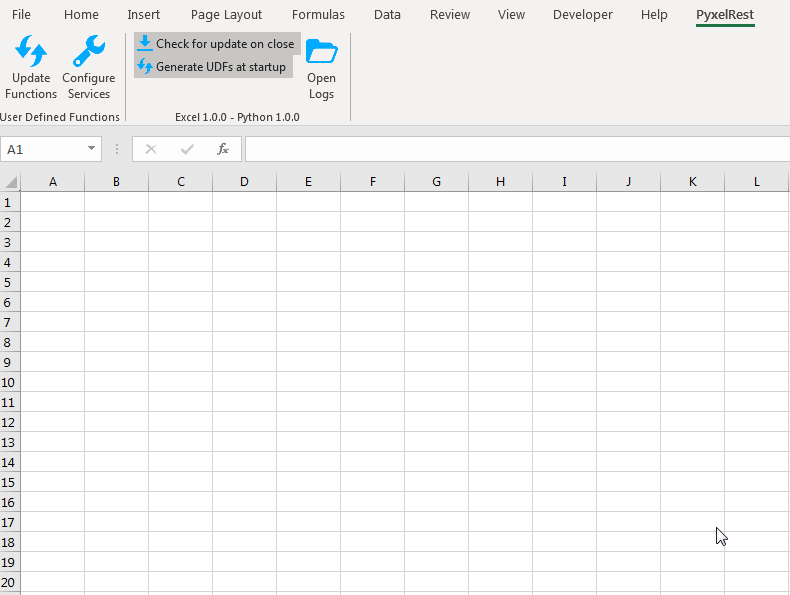 File Home Insert Page Layout Formulas Data Review View Developer Help PyxelRest
Update Functions
Configure Services
Check for update on close
Generate UDFs at startup
Open Logs
User Defined Functions
Excel 1.0.0 - Python 1.0.0
A1
fx
A B C D E F G H I J K L
1
2
3
4
5
6
7
8
9
10
11
12
13
14
15
16
17
18
19
20